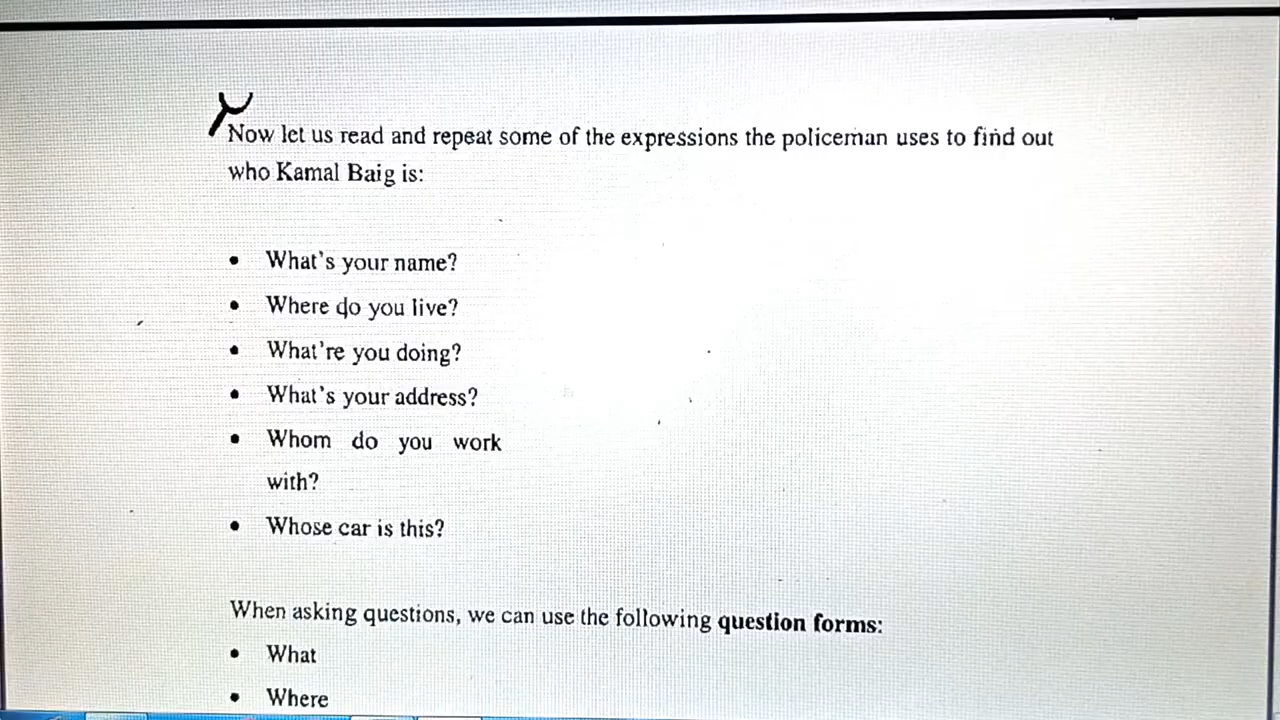 Now let us read and repeat some of the expressions the policeman uses to find out
who Kamal Baig is:
• What's your name?
• Where do you live?
• What're you doing?
• What's your address?
• Whom do you work
with?
• Whose car is this?
When asking questions, we can use the following question forms:
• What
• Where